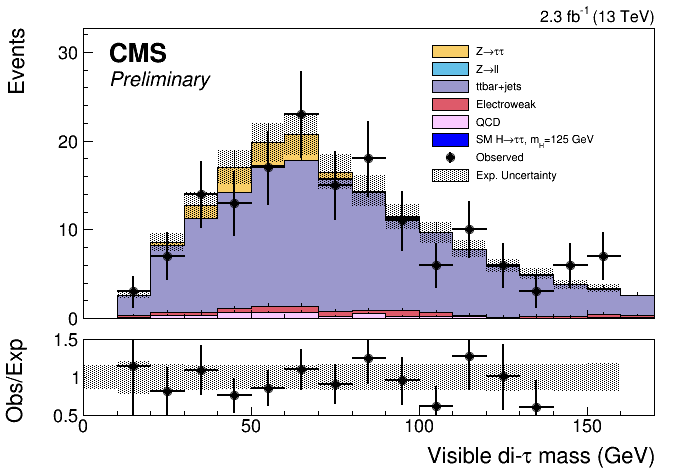 2.3 fb⁻¹ (13 TeV)
Events
CMS
Preliminary
Z→ττ
Z→ll
ttbar+jets
Electroweak
QCD
SM H→ττ, m_H=125 GeV
Observed
Exp. Uncertainty
30
20
10
0
Obs/Exp
1.5
1
0.5
0 50 100 150
Visible di-τ mass (GeV)